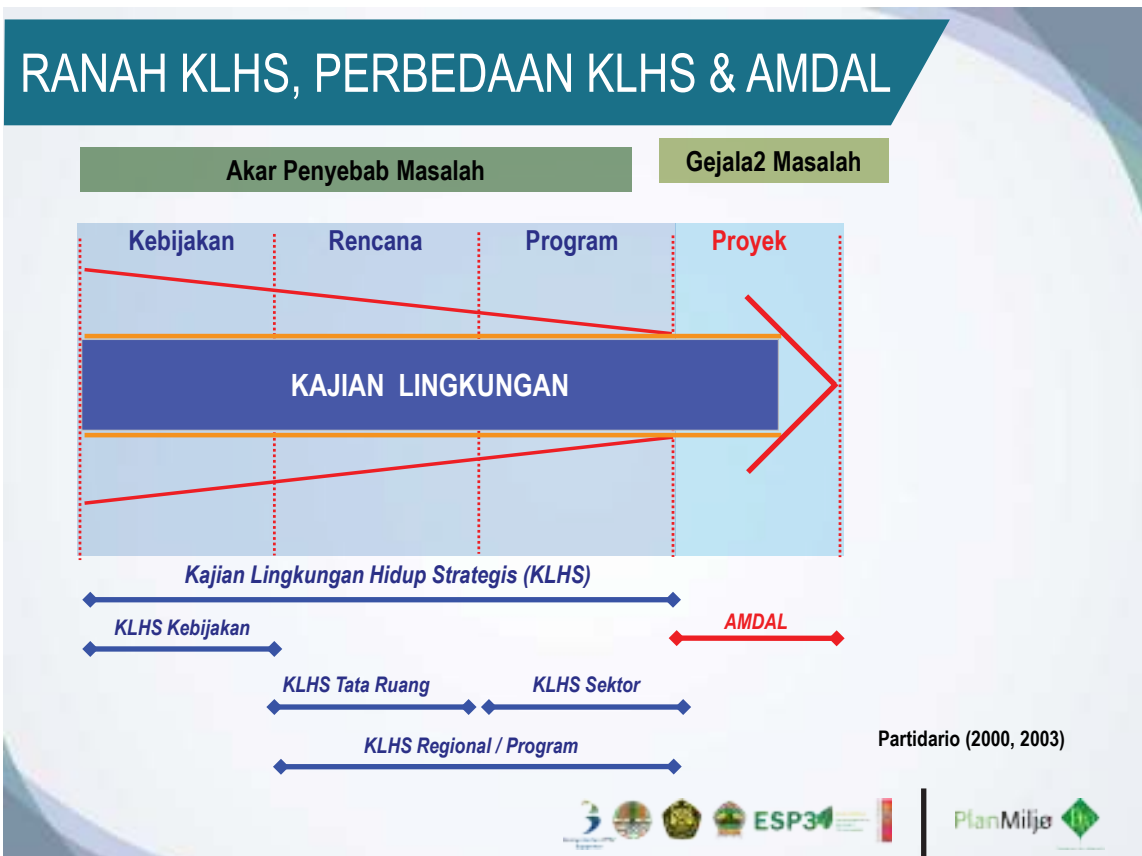 RANAH KLHS, PERBEDAAN KLHS & AMDAL
Akar Penyebab Masalah
Gejala2 Masalah
Kebijakan
Rencana
Program
Proyek
KAJIAN LINGKUNGAN
Kajian Lingkungan Hidup Strategis (KLHS)
KLHS Kebijakan
AMDAL
KLHS Tata Ruang
KLHS Sektor
KLHS Regional / Program
Partidario (2000, 2003)
ESP3
PlanMiljø